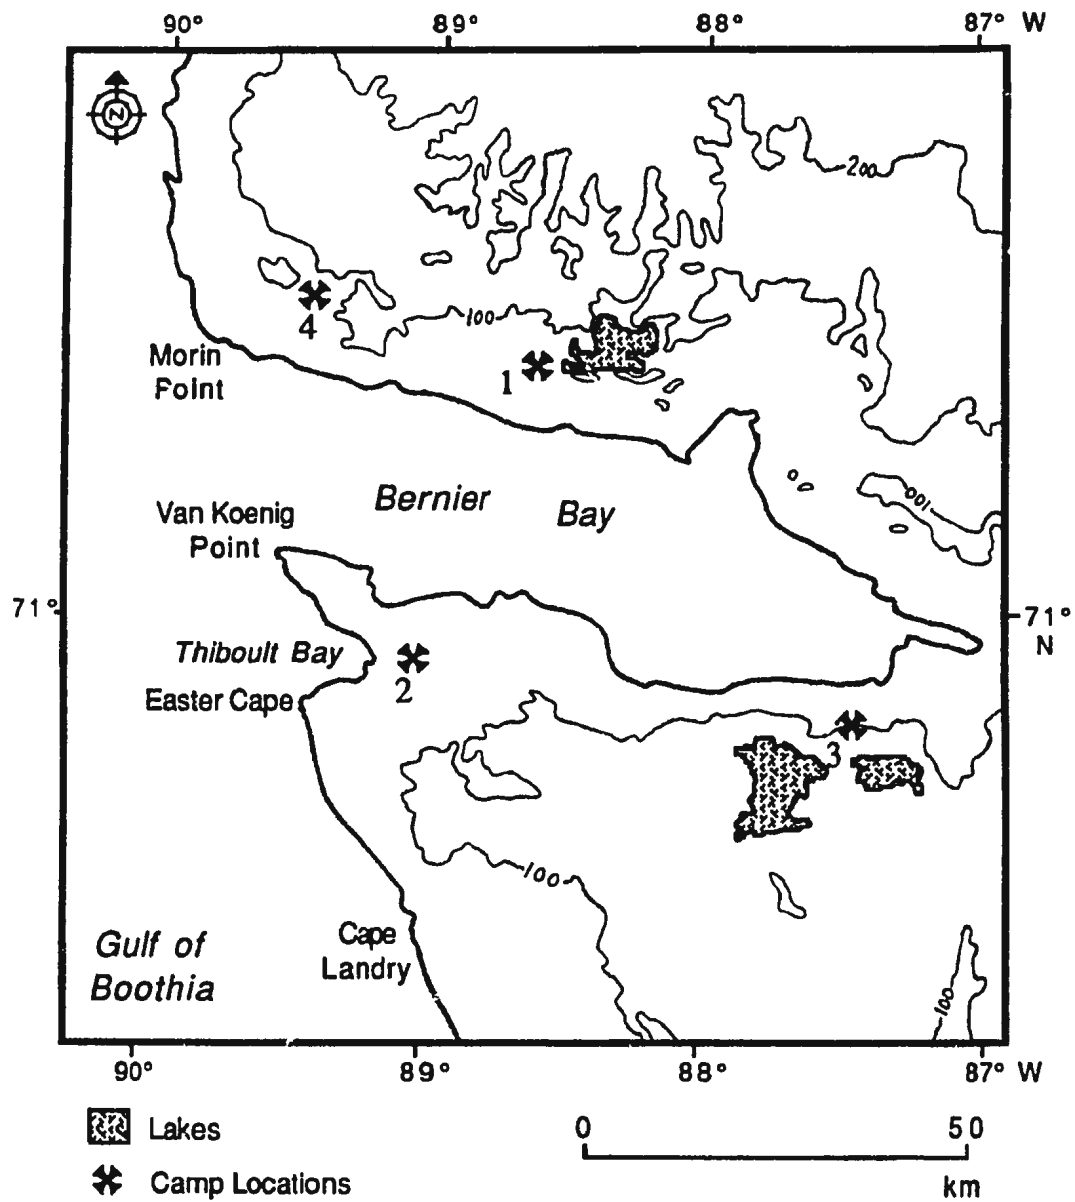 90° 89° 88° 87° W
N
200
100
4
1
Morin
Point
Bernier Bay
Van Koenig
Point
100
71° 71°
N
Thiboult Bay
2
Easter Cape
3
100
Cape
Landry
Gulf of
Boothia
100
90° 89° 88° 87° W
Lakes
0 50
km
Camp Locations